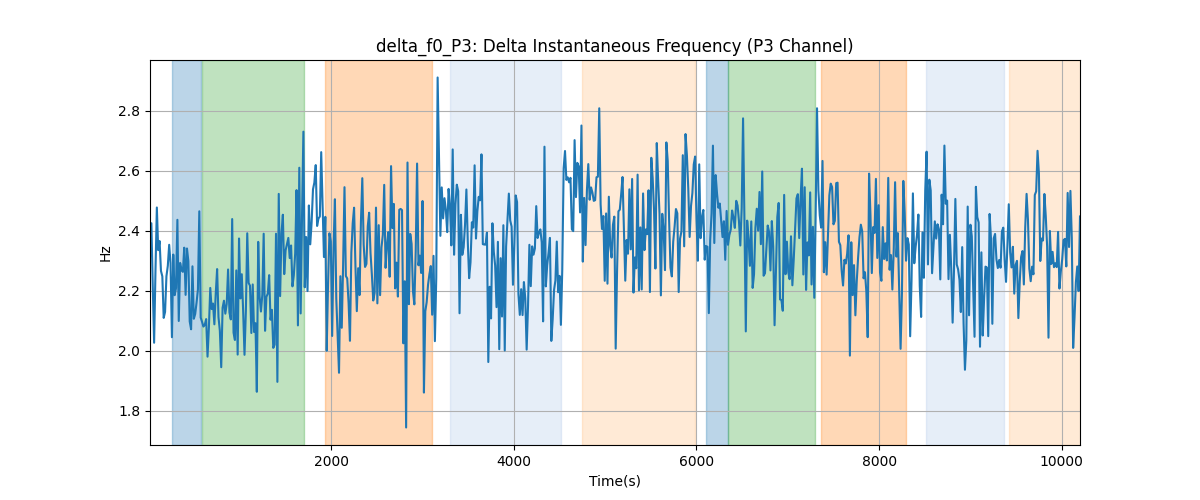 delta_f0_P3: Delta Instantaneous Frequency (P3 Channel)
2.8
2.6
2.4
2.2
2.0
1.8
Hz
2000 4000 6000 8000 10000
Time(s)